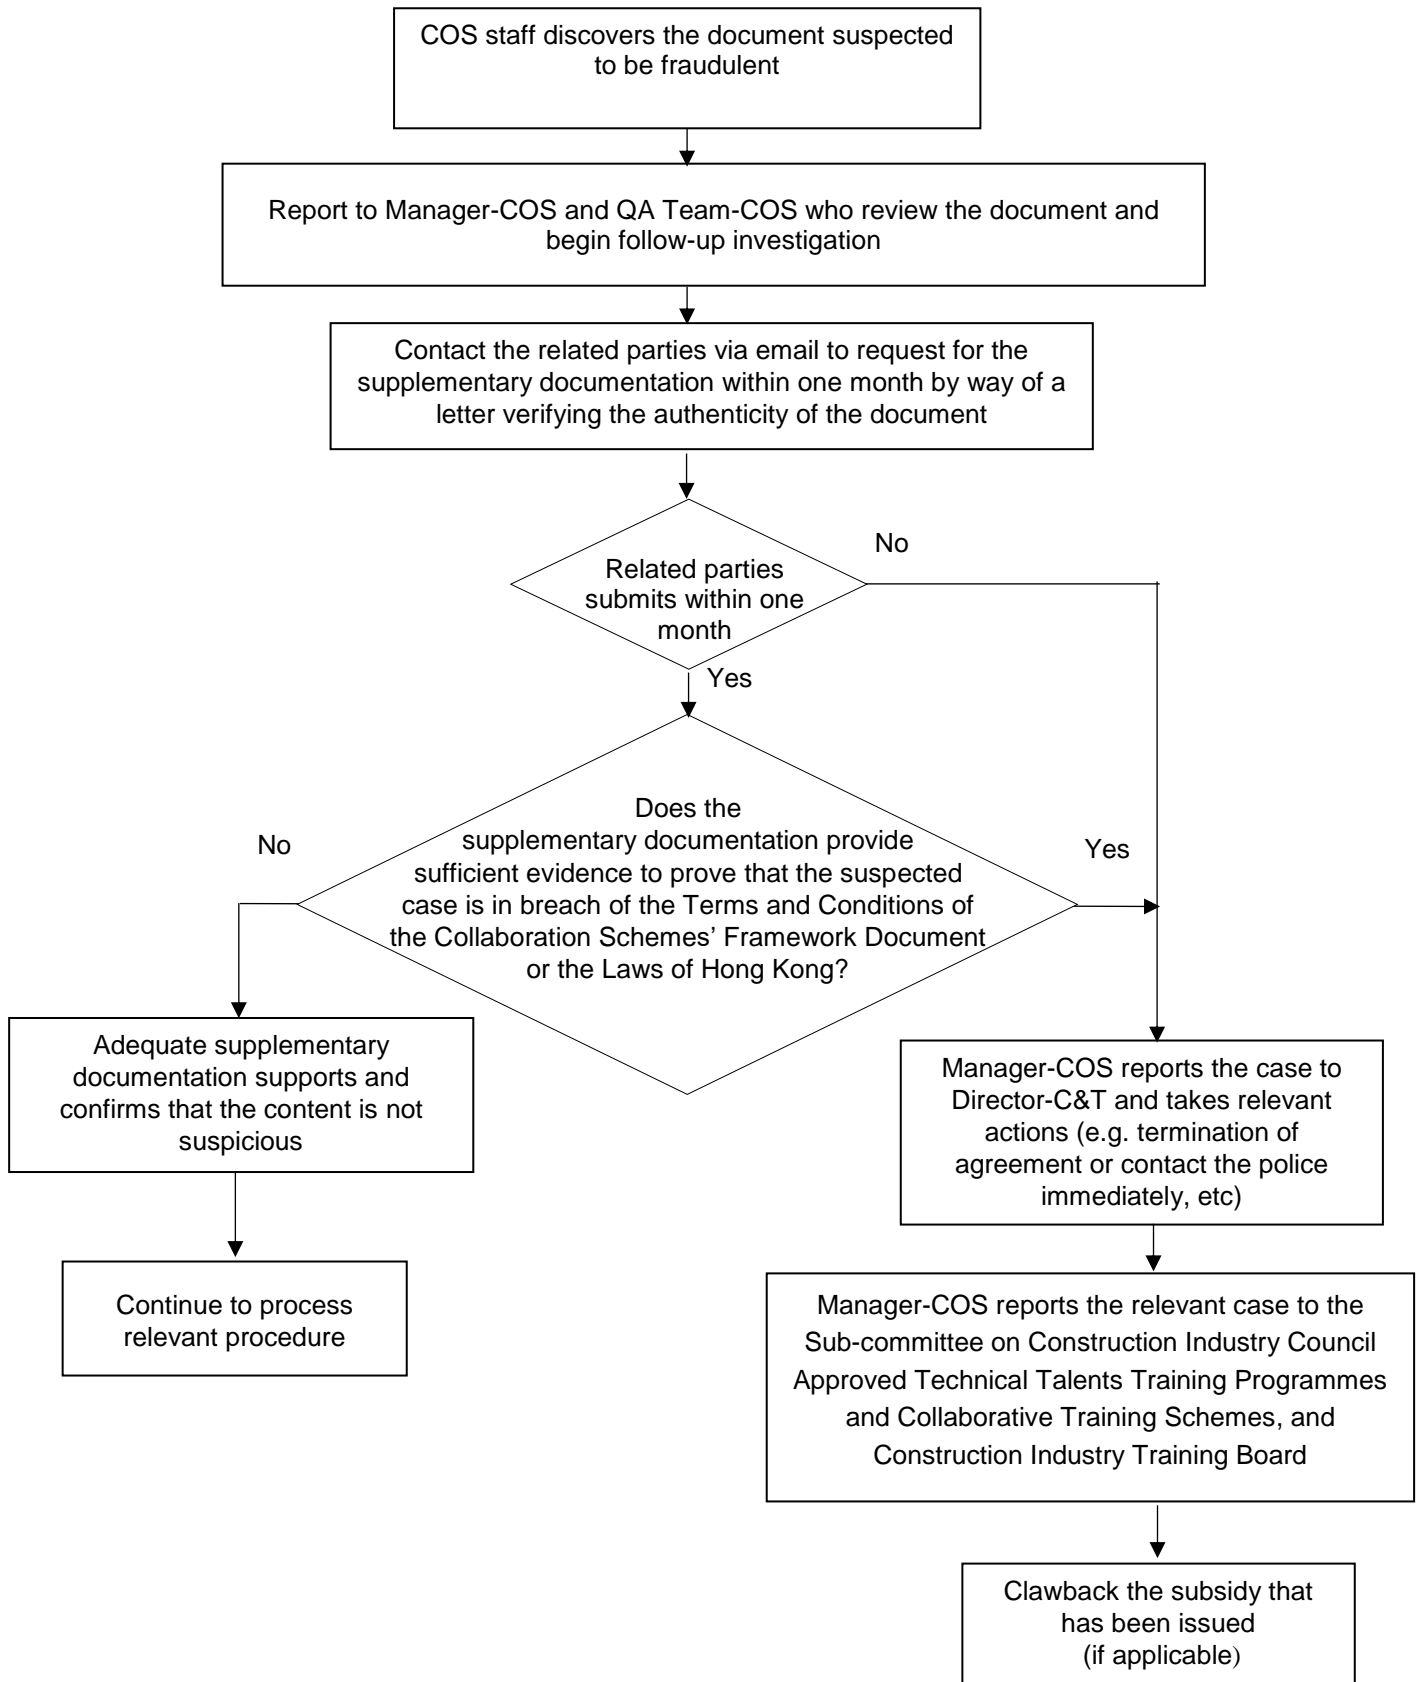 COS staff discovers the document suspected
to be fraudulent
Report to Manager-COS and QA Team-COS who review the document and
begin follow-up investigation
Contact the related parties via email to request for the
supplementary documentation within one month by way of a
letter verifying the authenticity of the document
No
Related parties
submits within one
month
Yes
Does the
supplementary documentation provide
sufficient evidence to prove that the suspected
case is in breach of the Terms and Conditions of
the Collaboration Schemes’ Framework Document
or the Laws of Hong Kong?
No
Yes
Adequate supplementary
documentation supports and
confirms that the content is not
suspicious
Continue to process
relevant procedure
Manager-COS reports the case to
Director-C&T and takes relevant
actions (e.g. termination of
agreement or contact the police
immediately, etc)
Manager-COS reports the relevant case to the
Sub-committee on Construction Industry Council
Approved Technical Talents Training Programmes
and Collaborative Training Schemes, and
Construction Industry Training Board
Clawback the subsidy that
has been issued
(if applicable)